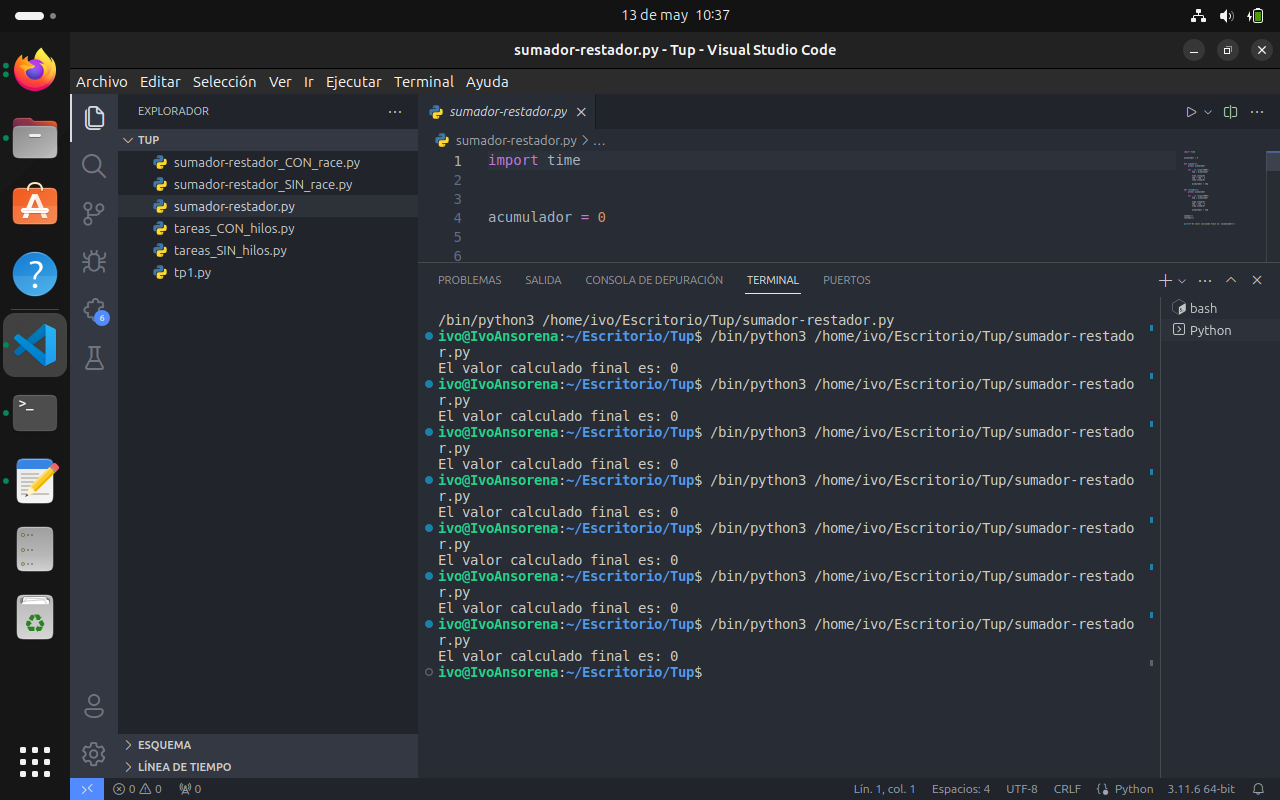 13 de may 10:37
sumador-restador.py - Tup - Visual Studio Code
Archivo Editar Selección Ver Ir Ejecutar Terminal Ayuda
EXPLORADOR
TUP
sumador-restador_CON_race.py
sumador-restador_SIN_race.py
sumador-restador.py
tareas_CON_hilos.py
tareas_SIN_hilos.py
tp1.py
6
ESQUEMA
LÍNEA DE TIEMPO
sumador-restador.py
sumador-restador.py > ...
1 import time
2
3
4 acumulador = 0
5
6
PROBLEMAS SALIDA CONSOLA DE DEPURACIÓN TERMINAL PUERTOS
/bin/python3 /home/ivo/Escritorio/Tup/sumador-restador.py
ivo@IvoAnsorena:~/Escritorio/Tup$ /bin/python3 /home/ivo/Escritorio/Tup/sumador-restado
r.py
El valor calculado final es: 0
ivo@IvoAnsorena:~/Escritorio/Tup$ /bin/python3 /home/ivo/Escritorio/Tup/sumador-restado
r.py
El valor calculado final es: 0
ivo@IvoAnsorena:~/Escritorio/Tup$ /bin/python3 /home/ivo/Escritorio/Tup/sumador-restado
r.py
El valor calculado final es: 0
ivo@IvoAnsorena:~/Escritorio/Tup$ /bin/python3 /home/ivo/Escritorio/Tup/sumador-restado
r.py
El valor calculado final es: 0
ivo@IvoAnsorena:~/Escritorio/Tup$ /bin/python3 /home/ivo/Escritorio/Tup/sumador-restado
r.py
El valor calculado final es: 0
ivo@IvoAnsorena:~/Escritorio/Tup$ /bin/python3 /home/ivo/Escritorio/Tup/sumador-restado
r.py
El valor calculado final es: 0
ivo@IvoAnsorena:~/Escritorio/Tup$ /bin/python3 /home/ivo/Escritorio/Tup/sumador-restado
r.py
El valor calculado final es: 0
ivo@IvoAnsorena:~/Escritorio/Tup$
bash
Python
0 0 0 Lín. 1, col. 1 Espacios: 4 UTF-8 CRLF Python 3.11.6 64-bit